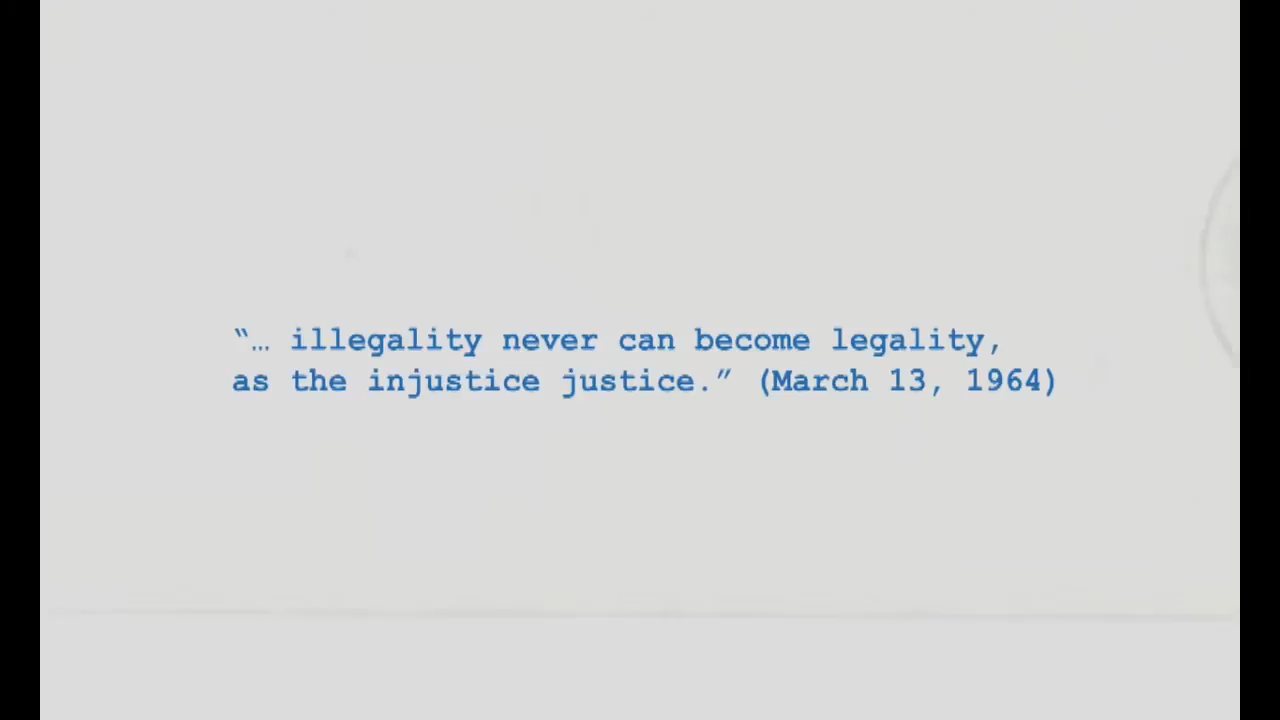 “… illegality never can become legality,
as the injustice justice.” (March 13, 1964)